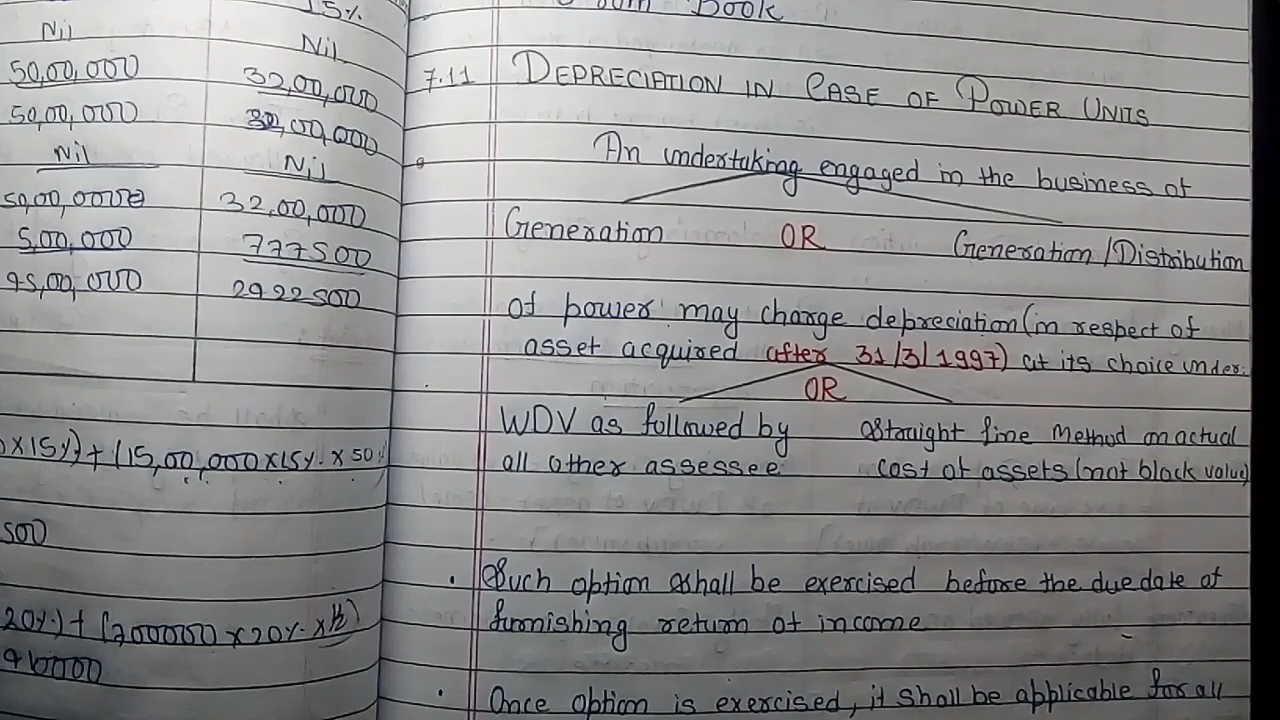 15%
Nil Nil
50,00,000 32,00,000
50,00,000 32,00,000
Nil Nil
50,00,000 32,00,000
5,00,000 777500
95,00,000 2922500
×15%) + (15,00,000×15%×50%
500
20%) + (7000000×20%×½)
Book
7.11 DEPRECIATION IN CASE OF POWER UNITS
An undertaking engaged in the business of
Generation OR Generation/Distribution
of power may charge depreciation (in respect of
asset acquired after 31/3/1997) at its choice under.
OR
WDV as followed by Straight line Method on actual
all other assessee cost of assets (not block value)
. Such option shall be exercised before the due date of
furnishing return of income
. Once option is exercised, it shall be applicable for all